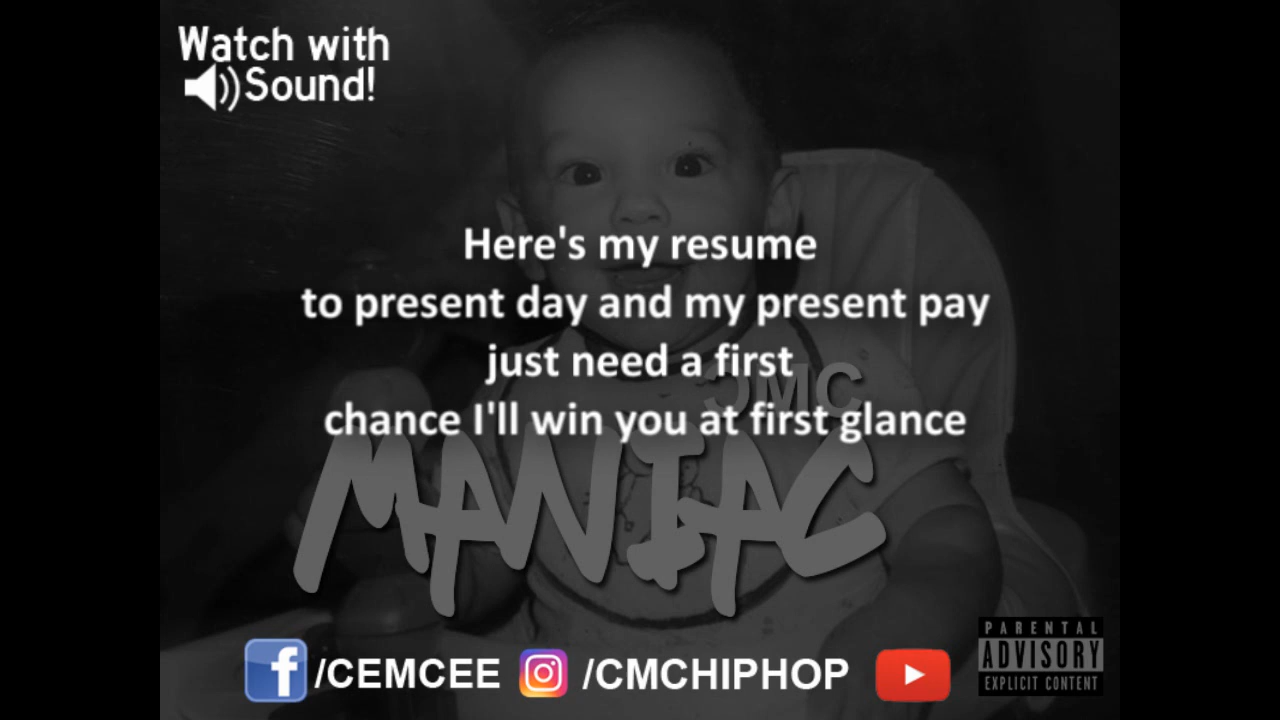 Watch with
Sound!
Here's my resume
to present day and my present pay
just need a first
chance I'll win you at first glance
CMC
MANIAC
/CEMCEE /CMCHIPHOP
PARENTAL
ADVISORY
EXPLICIT CONTENT